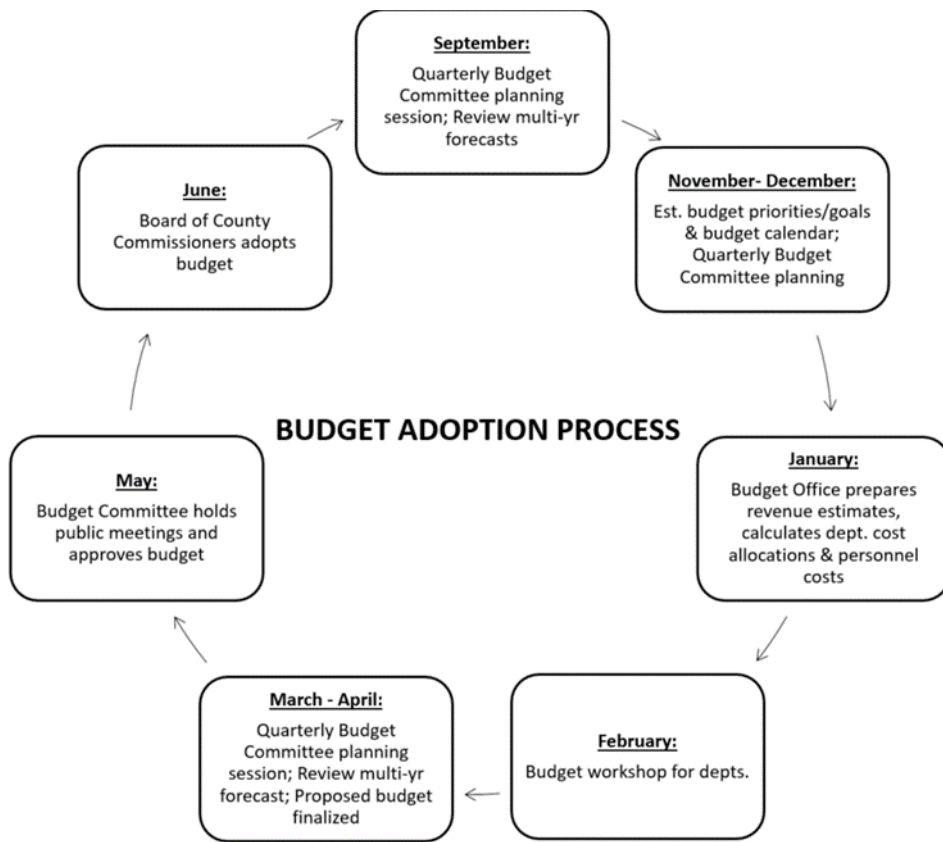 September:
Quarterly Budget
Committee planning
session; Review multi-yr
forecasts
November- December:
Est. budget priorities/goals
& budget calendar;
Quarterly Budget
Committee planning
January:
Budget Office prepares
revenue estimates,
calculates dept. cost
allocations & personnel
costs
February:
Budget workshop for depts.
March - April:
Quarterly Budget
Committee planning
session; Review multi-yr
forecast; Proposed budget
finalized
May:
Budget Committee holds
public meetings and
approves budget
June:
Board of County
Commissioners adopts
budget
BUDGET ADOPTION PROCESS